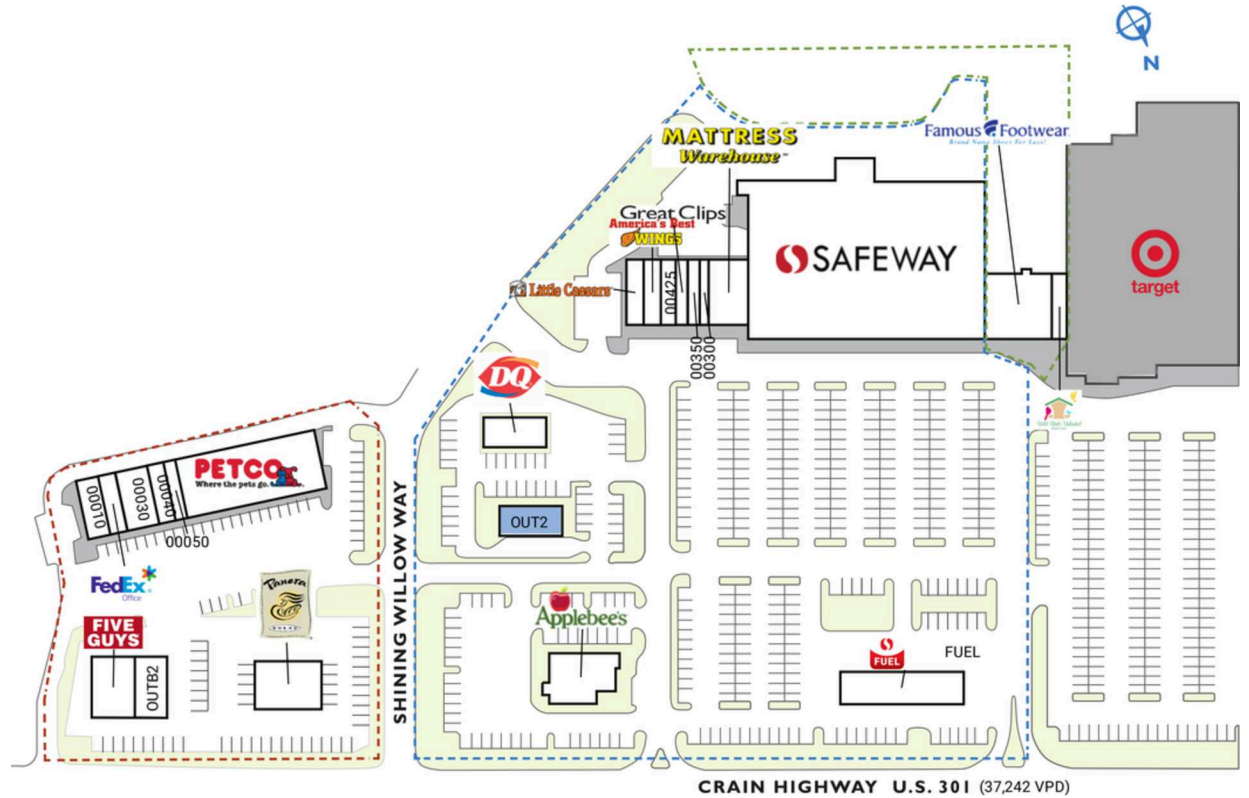 N
Famous Footwear
Brand Name Shoes For Less!
MATTRESS
Warehouse
Great Clips
America's Best
WINGS
Little Caesars
00425
00350
00300
SAFEWAY
target
DQ
PETCO
Where the pets go.
00010
00030
00040
00050
OUT2
FedEx
Office
Panera
BREAD
Applebee's
FIVE
GUYS
OUTB2
FUEL
FUEL
SHINING WILLOW WAY
CRAIN HIGHWAY U.S. 301 (37,242 VPD)